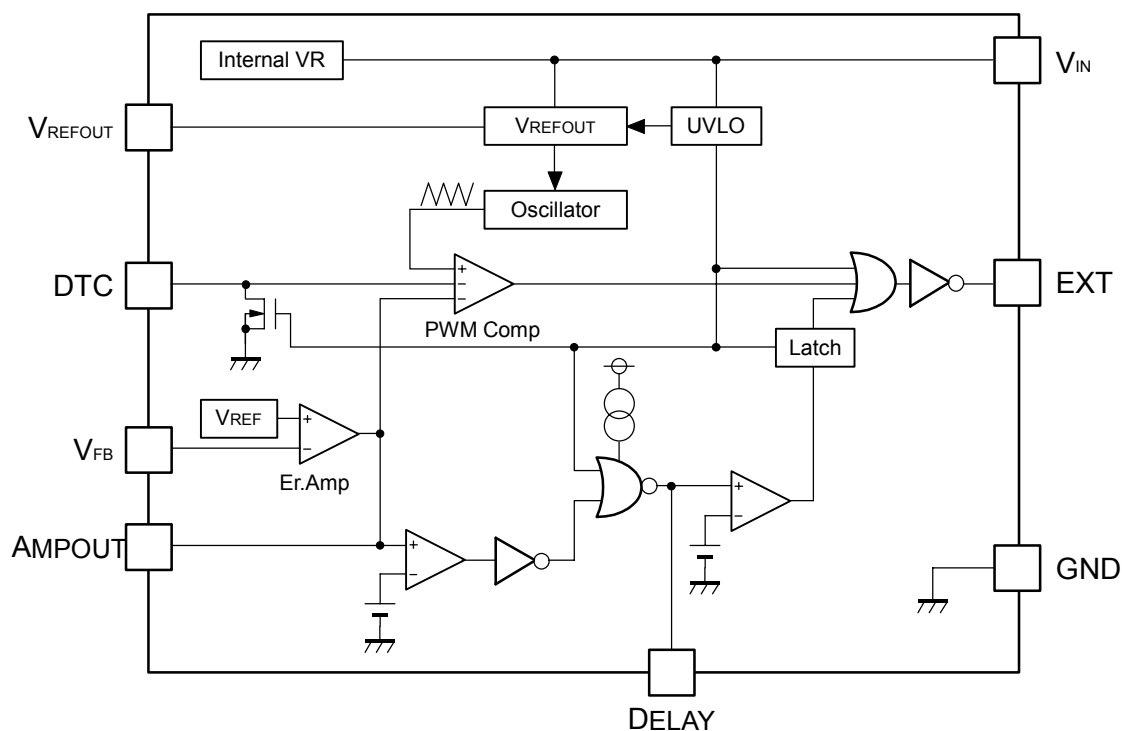 Internal VR
VIN
VREFOUT
VREFOUT
UVLO
Oscillator
DTC
+
−
−
PWM Comp
EXT
Latch
VREF
+
−
VFB
Er.Amp
+
−
AMPOUT
+
−
GND
DELAY